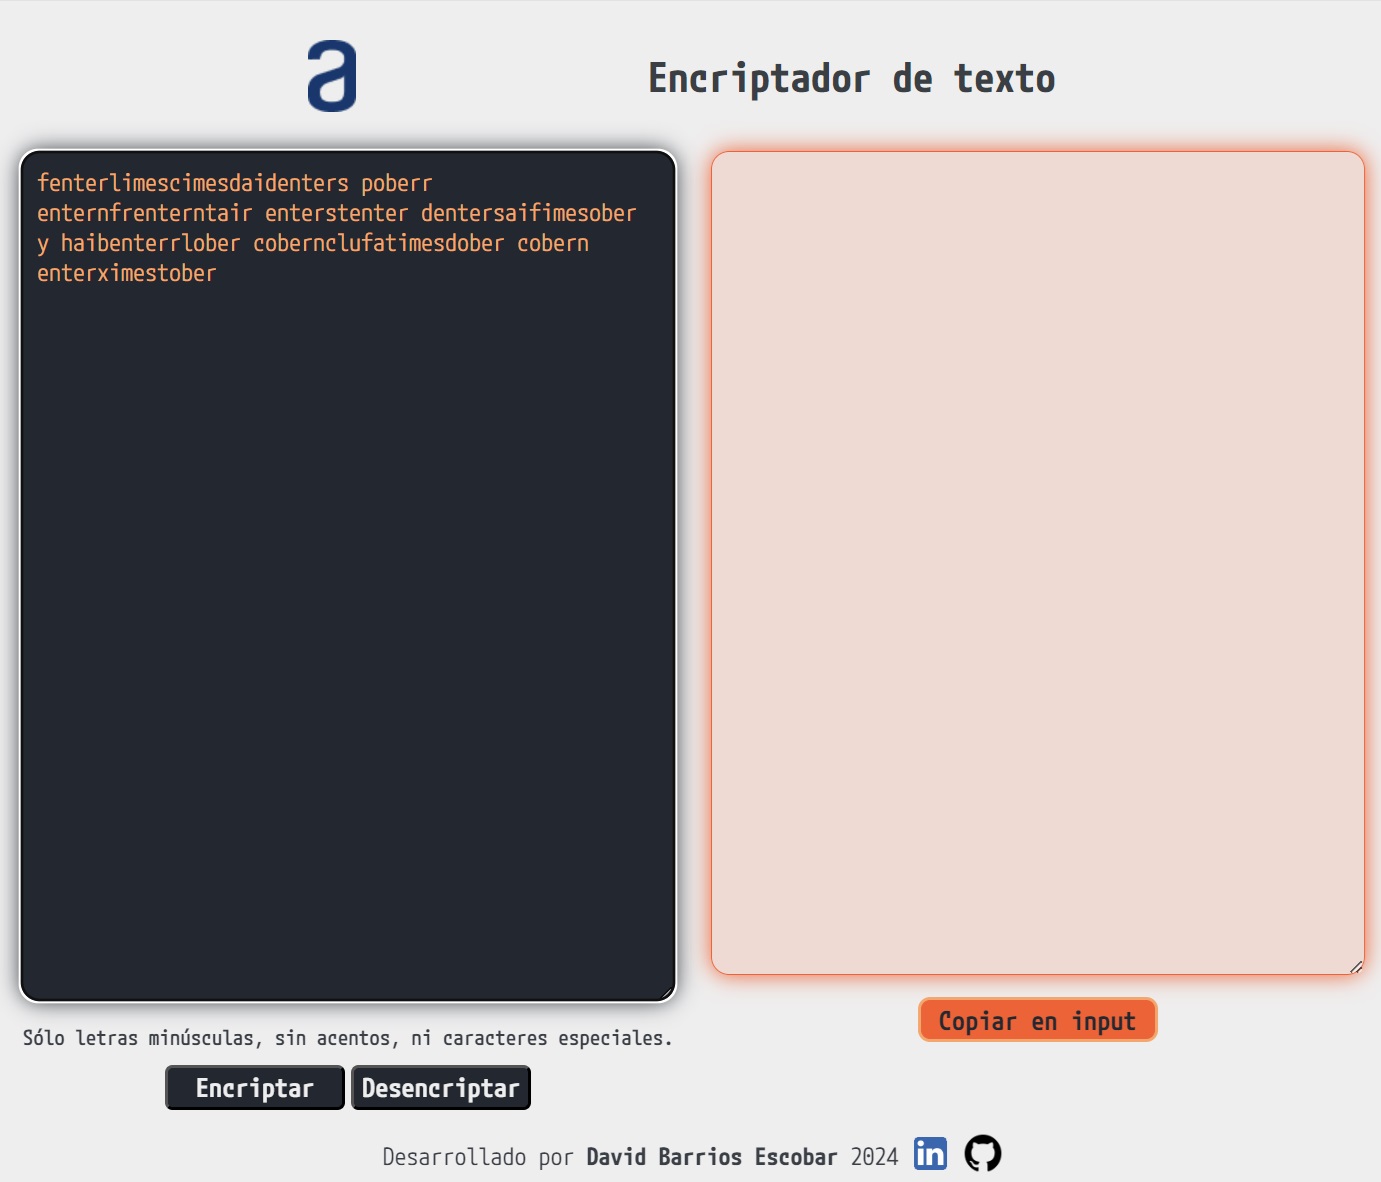 a
Encriptador de texto
fenterlimescimesdaidenters poberr
enternfrenterntair enterstenter dentersaifimesober
y haibenterrlober cobernclufatimesdober cobern
enterximestober
Sólo letras minúsculas, sin acentos, ni caracteres especiales.
Encriptar Desencriptar
Copiar en input
Desarrollado por David Barrios Escobar 2024 in